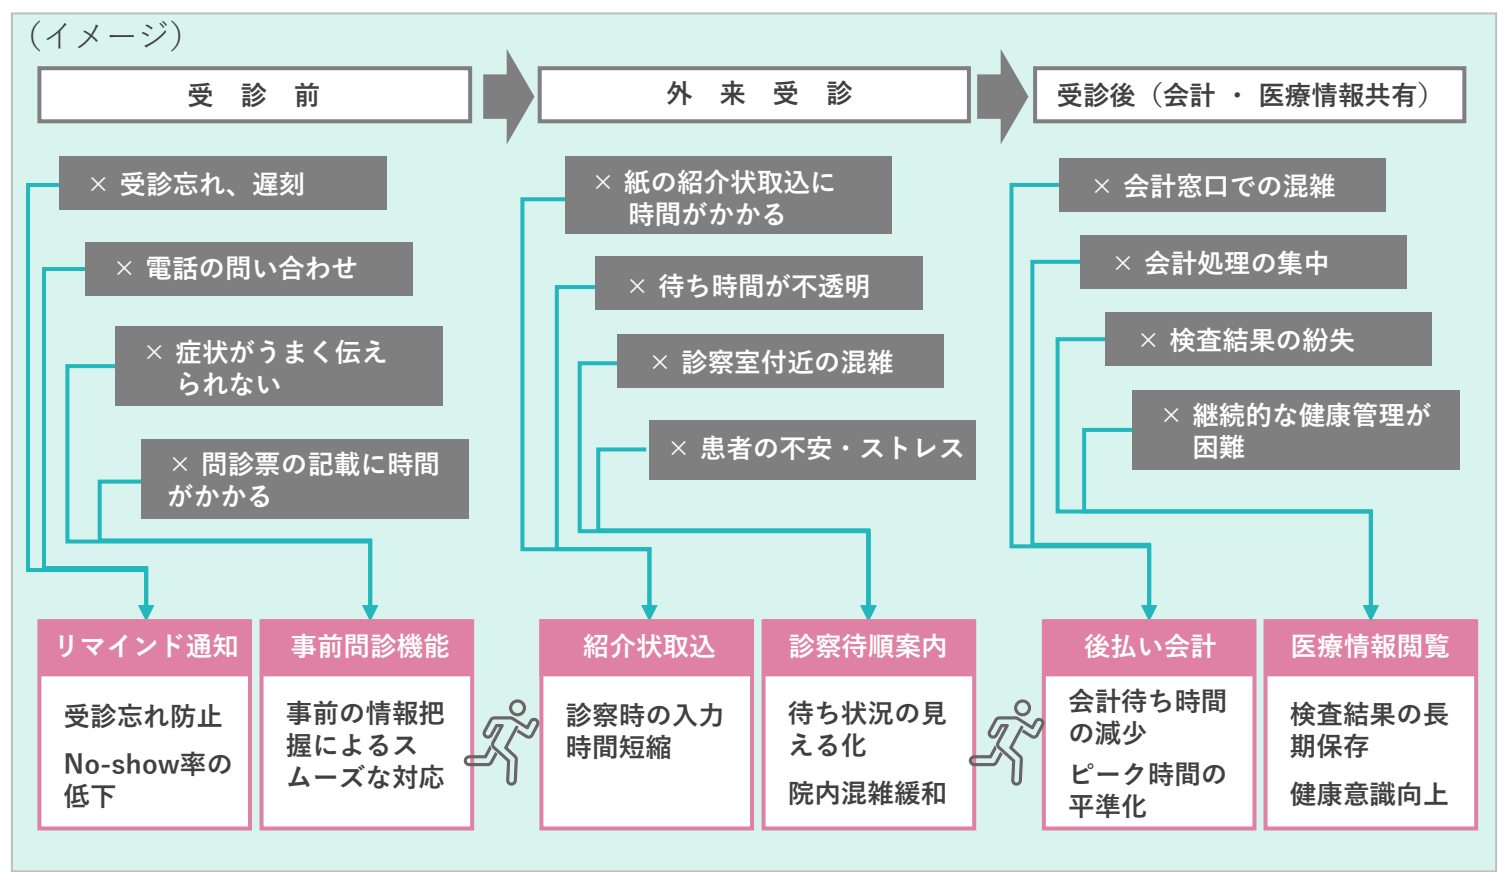 （イメージ）
受 診 前
外 来 受 診
受診後（会計 ・ 医療情報共有）
× 受診忘れ、遅刻
× 電話の問い合わせ
× 症状がうまく伝え
られない
× 問診票の記載に時間
がかかる
× 紙の紹介状取込に
時間がかかる
× 待ち時間が不透明
× 診察室付近の混雑
× 患者の不安・ストレス
× 会計窓口での混雑
× 会計処理の集中
× 検査結果の紛失
× 継続的な健康管理が
困難
リマインド通知
受診忘れ防止
No-show率の
低下
事前問診機能
事前の情報把
握によるス
ムーズな対応
紹介状取込
診察時の入力
時間短縮
診察待順案内
待ち状況の見
える化
院内混雑緩和
後払い会計
会計待ち時間
の減少
ピーク時間の
平準化
医療情報閲覧
検査結果の長
期保存
健康意識向上